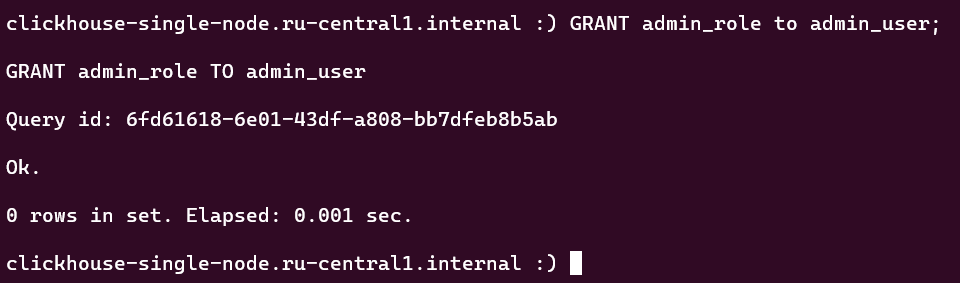 clickhouse-single-node.ru-central1.internal :) GRANT admin_role to admin_user;
GRANT admin_role TO admin_user
Query id: 6fd61618-6e01-43df-a808-bb7dfeb8b5ab
Ok.
0 rows in set. Elapsed: 0.001 sec.
clickhouse-single-node.ru-central1.internal :)